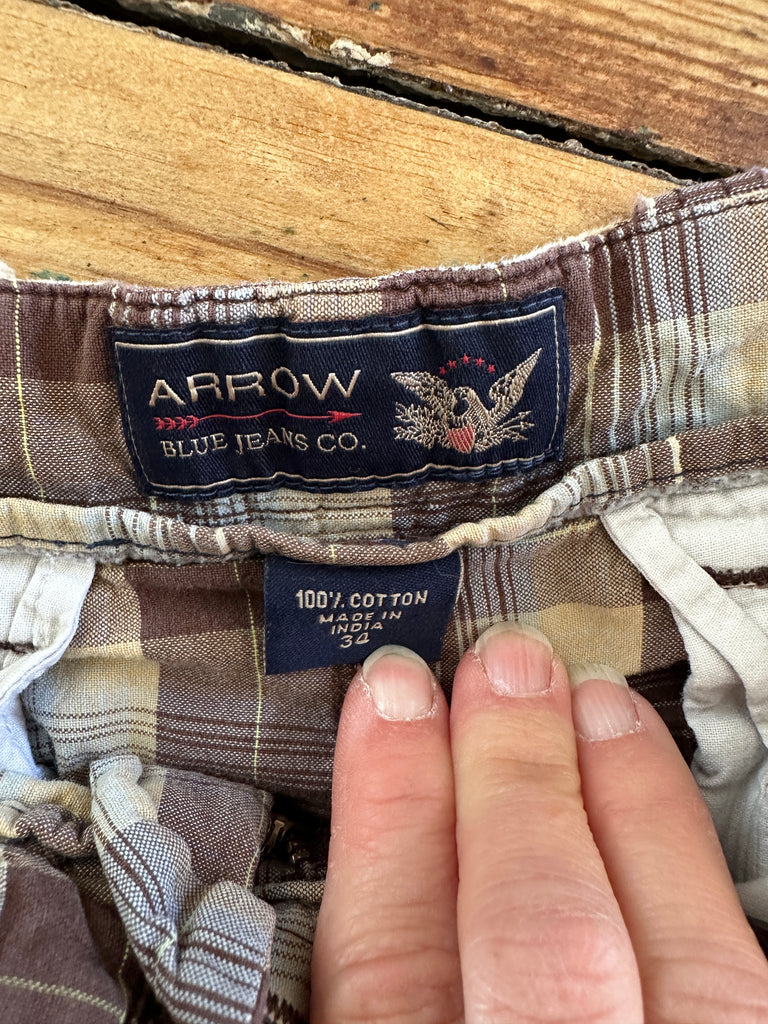 ARROW
BLUE JEANS CO.
100% COTTON
MADE IN
INDIA
34